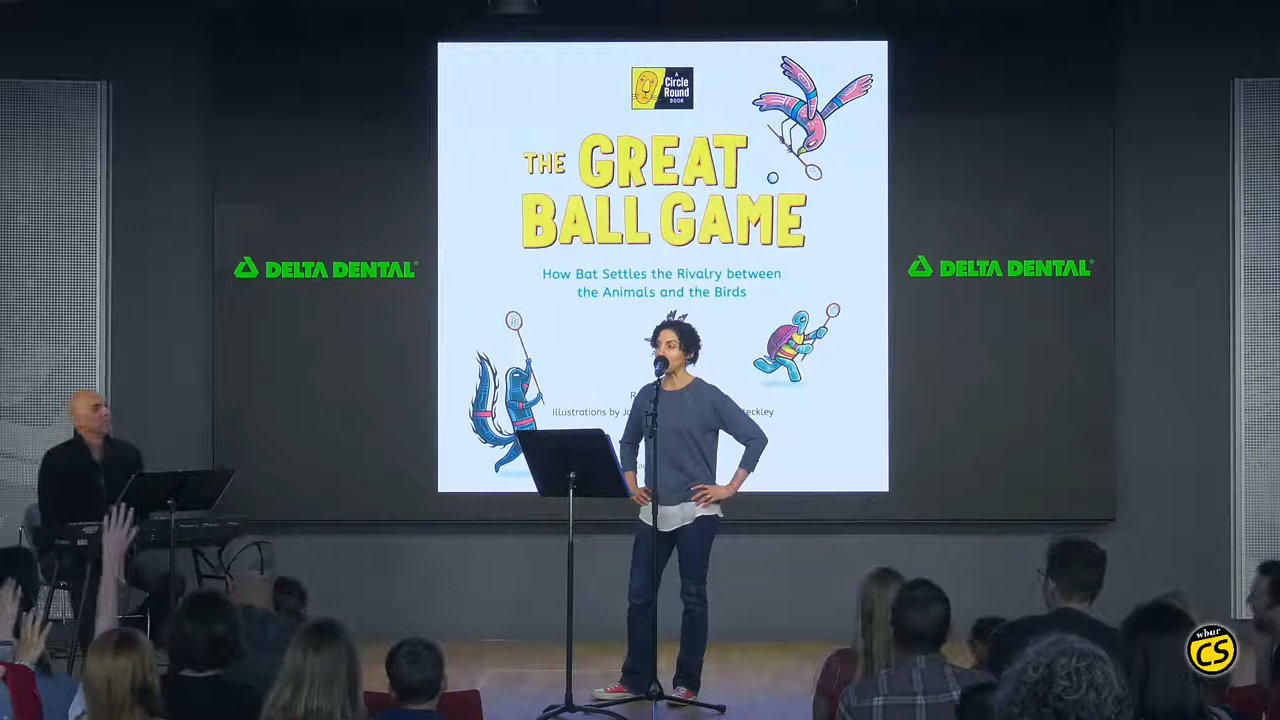 A
Circle
Round
BOOK
THE GREAT
BALL GAME
How Bat Settles the Rivalry between
the Animals and the Birds
DELTA DENTAL®
DELTA DENTAL®
Illustrations by
wbur
CS